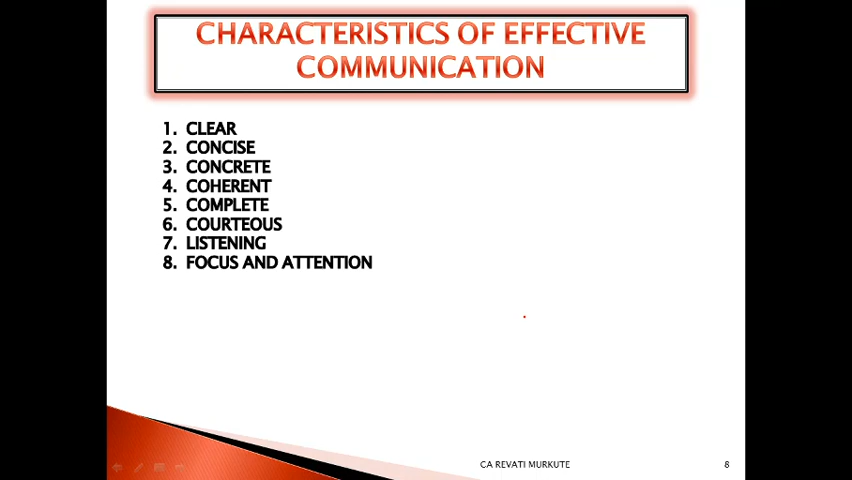 CHARACTERISTICS OF EFFECTIVE
COMMUNICATION
1. CLEAR
2. CONCISE
3. CONCRETE
4. COHERENT
5. COMPLETE
6. COURTEOUS
7. LISTENING
8. FOCUS AND ATTENTION
CA REVATI MURKUTE 8